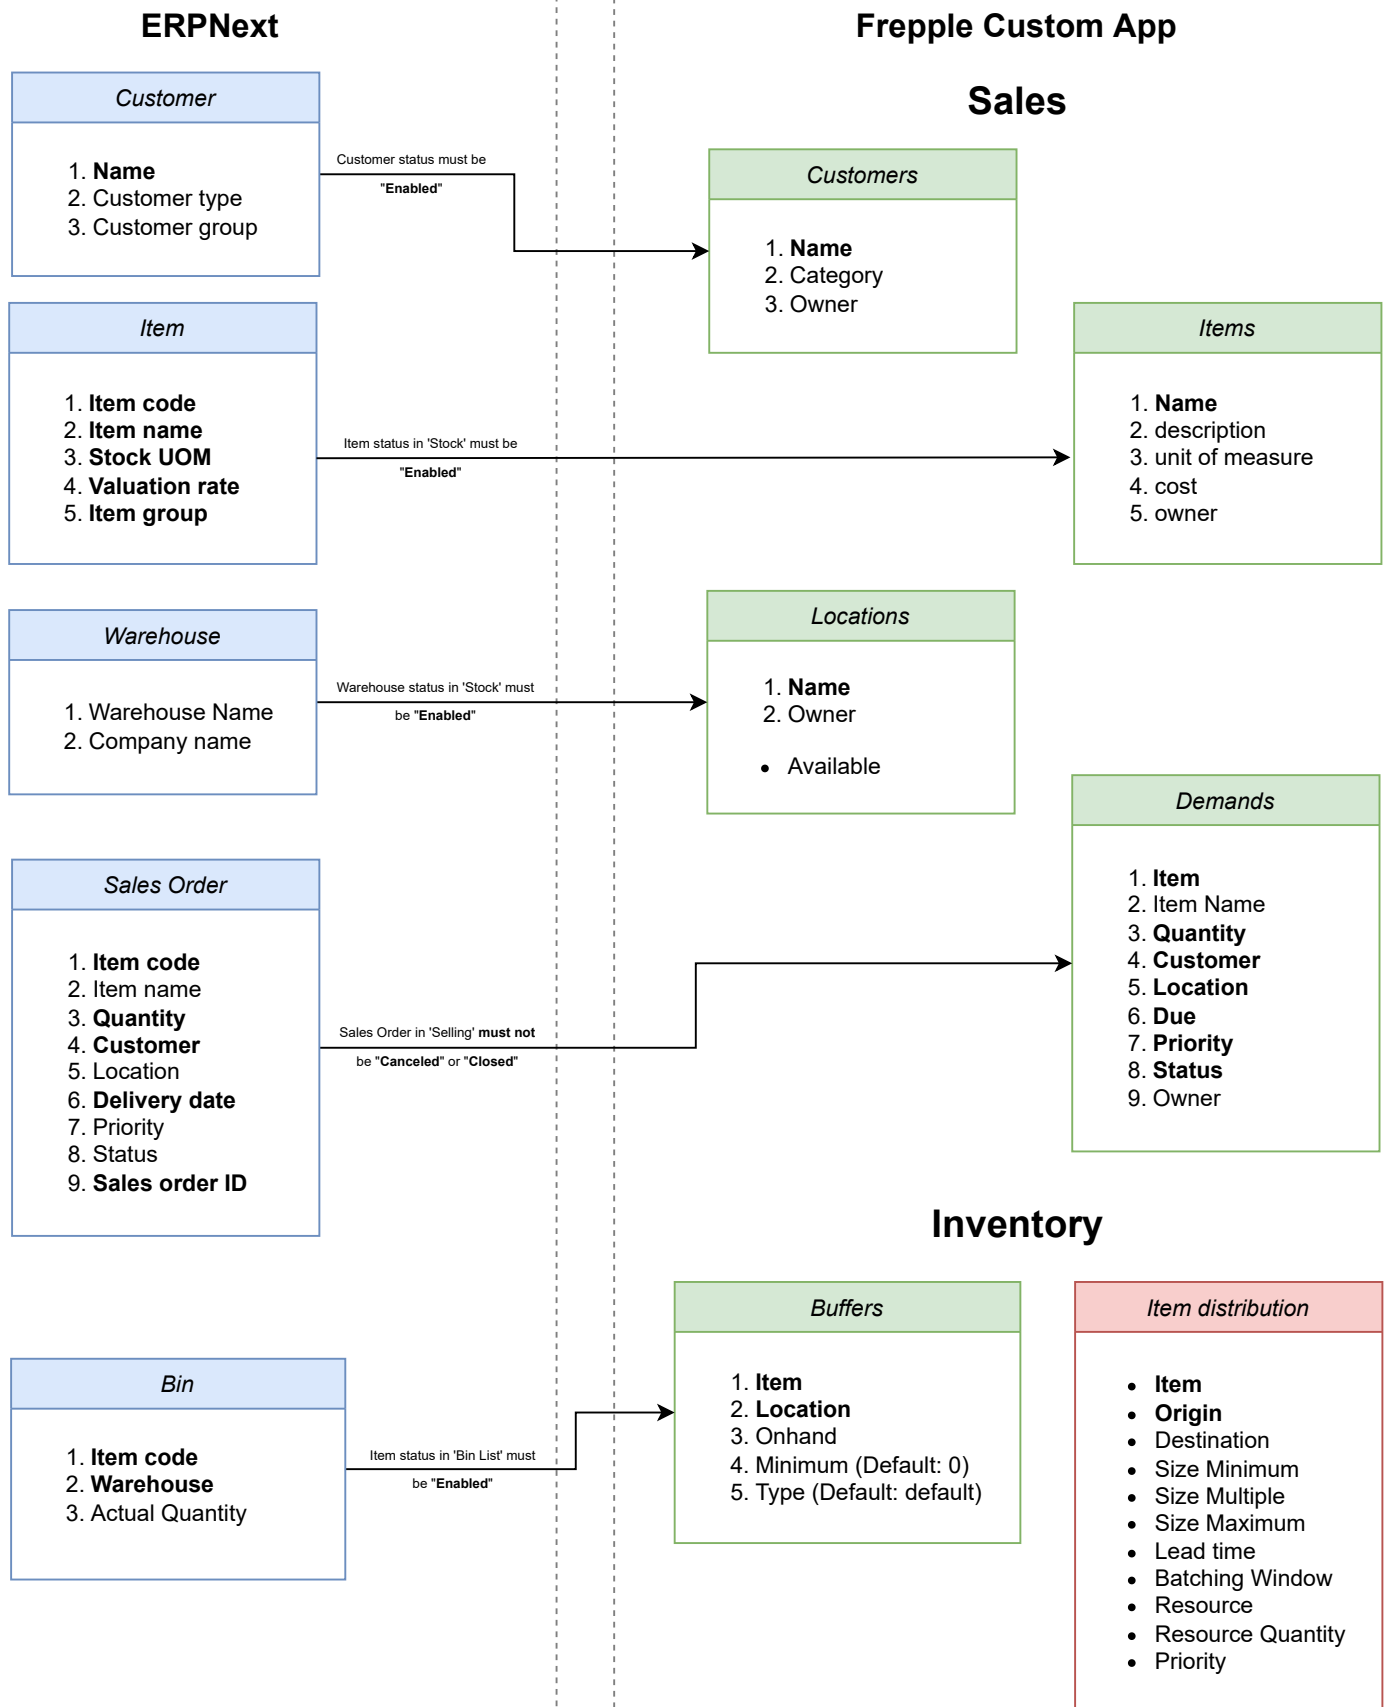 ERPNext
Frepple Custom App
Sales
Customer
1. Name
2. Customer type
3. Customer group
Customer status must be
"Enabled"
Customers
1. Name
2. Category
3. Owner
Item
1. Item code
2. Item name
3. Stock UOM
4. Valuation rate
5. Item group
Item status in 'Stock' must be
"Enabled"
Items
1. Name
2. description
3. unit of measure
4. cost
5. owner
Warehouse
1. Warehouse Name
2. Company name
Warehouse status in 'Stock' must
be "Enabled"
Locations
1. Name
2. Owner
• Available
Sales Order
1. Item code
2. Item name
3. Quantity
4. Customer
5. Location
6. Delivery date
7. Priority
8. Status
9. Sales order ID
Sales Order in 'Selling' must not
be "Canceled" or "Closed"
Demands
1. Item
2. Item Name
3. Quantity
4. Customer
5. Location
6. Due
7. Priority
8. Status
9. Owner
Inventory
Bin
1. Item code
2. Warehouse
3. Actual Quantity
Item status in 'Bin List' must
be "Enabled"
Buffers
1. Item
2. Location
3. Onhand
4. Minimum (Default: 0)
5. Type (Default: default)
Item distribution
• Item
• Origin
• Destination
• Size Minimum
• Size Multiple
• Size Maximum
• Lead time
• Batching Window
• Resource
• Resource Quantity
• Priority